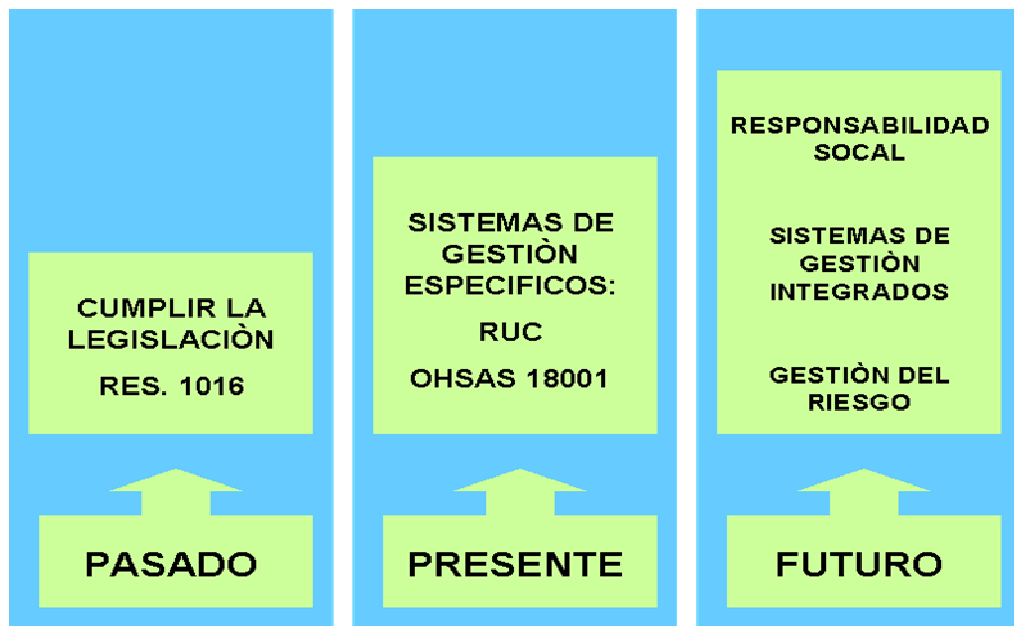 CUMPLIR LA
LEGISLACIÒN
RES. 1016
PASADO
SISTEMAS DE
GESTIÒN
ESPECIFICOS:
RUC
OHSAS 18001
PRESENTE
RESPONSABILIDAD
SOCAL
SISTEMAS DE
GESTIÒN
INTEGRADOS
GESTIÒN DEL
RIESGO
FUTURO